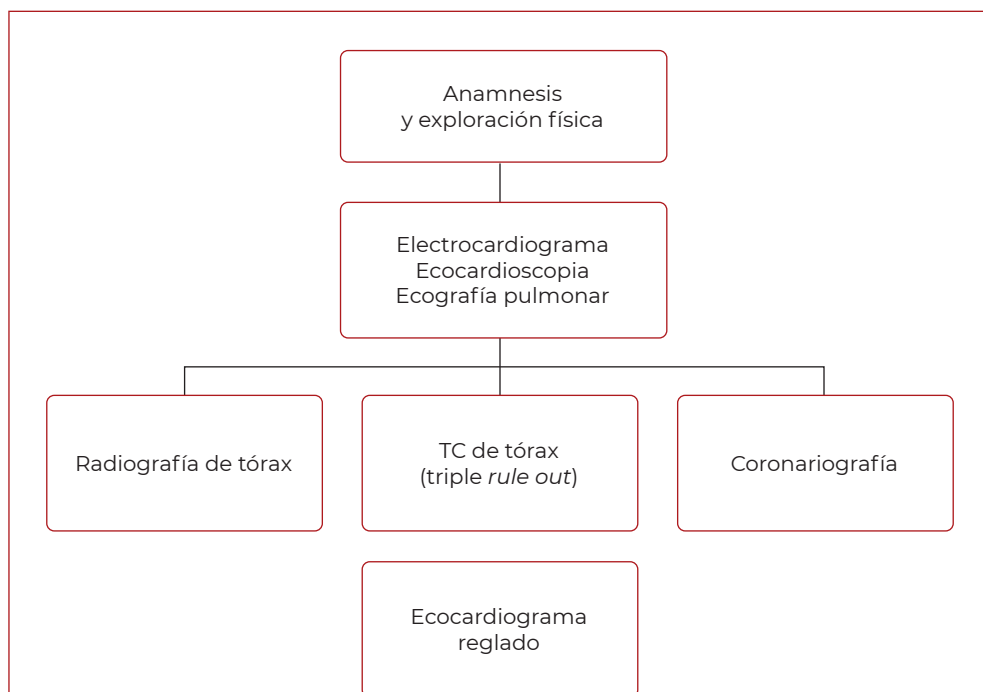 Anamnesis
y exploración física
Electrocardiograma
Ecocardioscopia
Ecografía pulmonar
Radiografía de tórax
TC de tórax
(triple rule out)
Coronariografía
Ecocardiograma
reglado